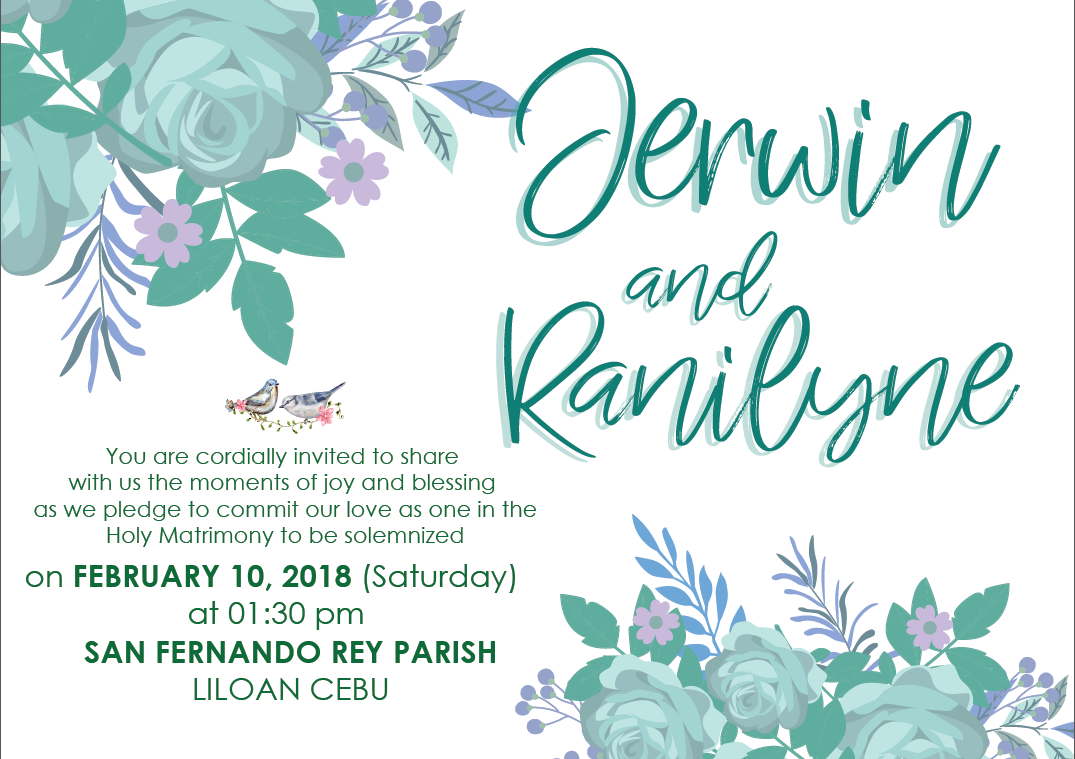 Jerwin
and
Ranilyne
You are cordially invited to share
with us the moments of joy and blessing
as we pledge to commit our love as one in the
Holy Matrimony to be solemnized
on FEBRUARY 10, 2018 (Saturday)
at 01:30 pm
SAN FERNANDO REY PARISH
LILOAN CEBU